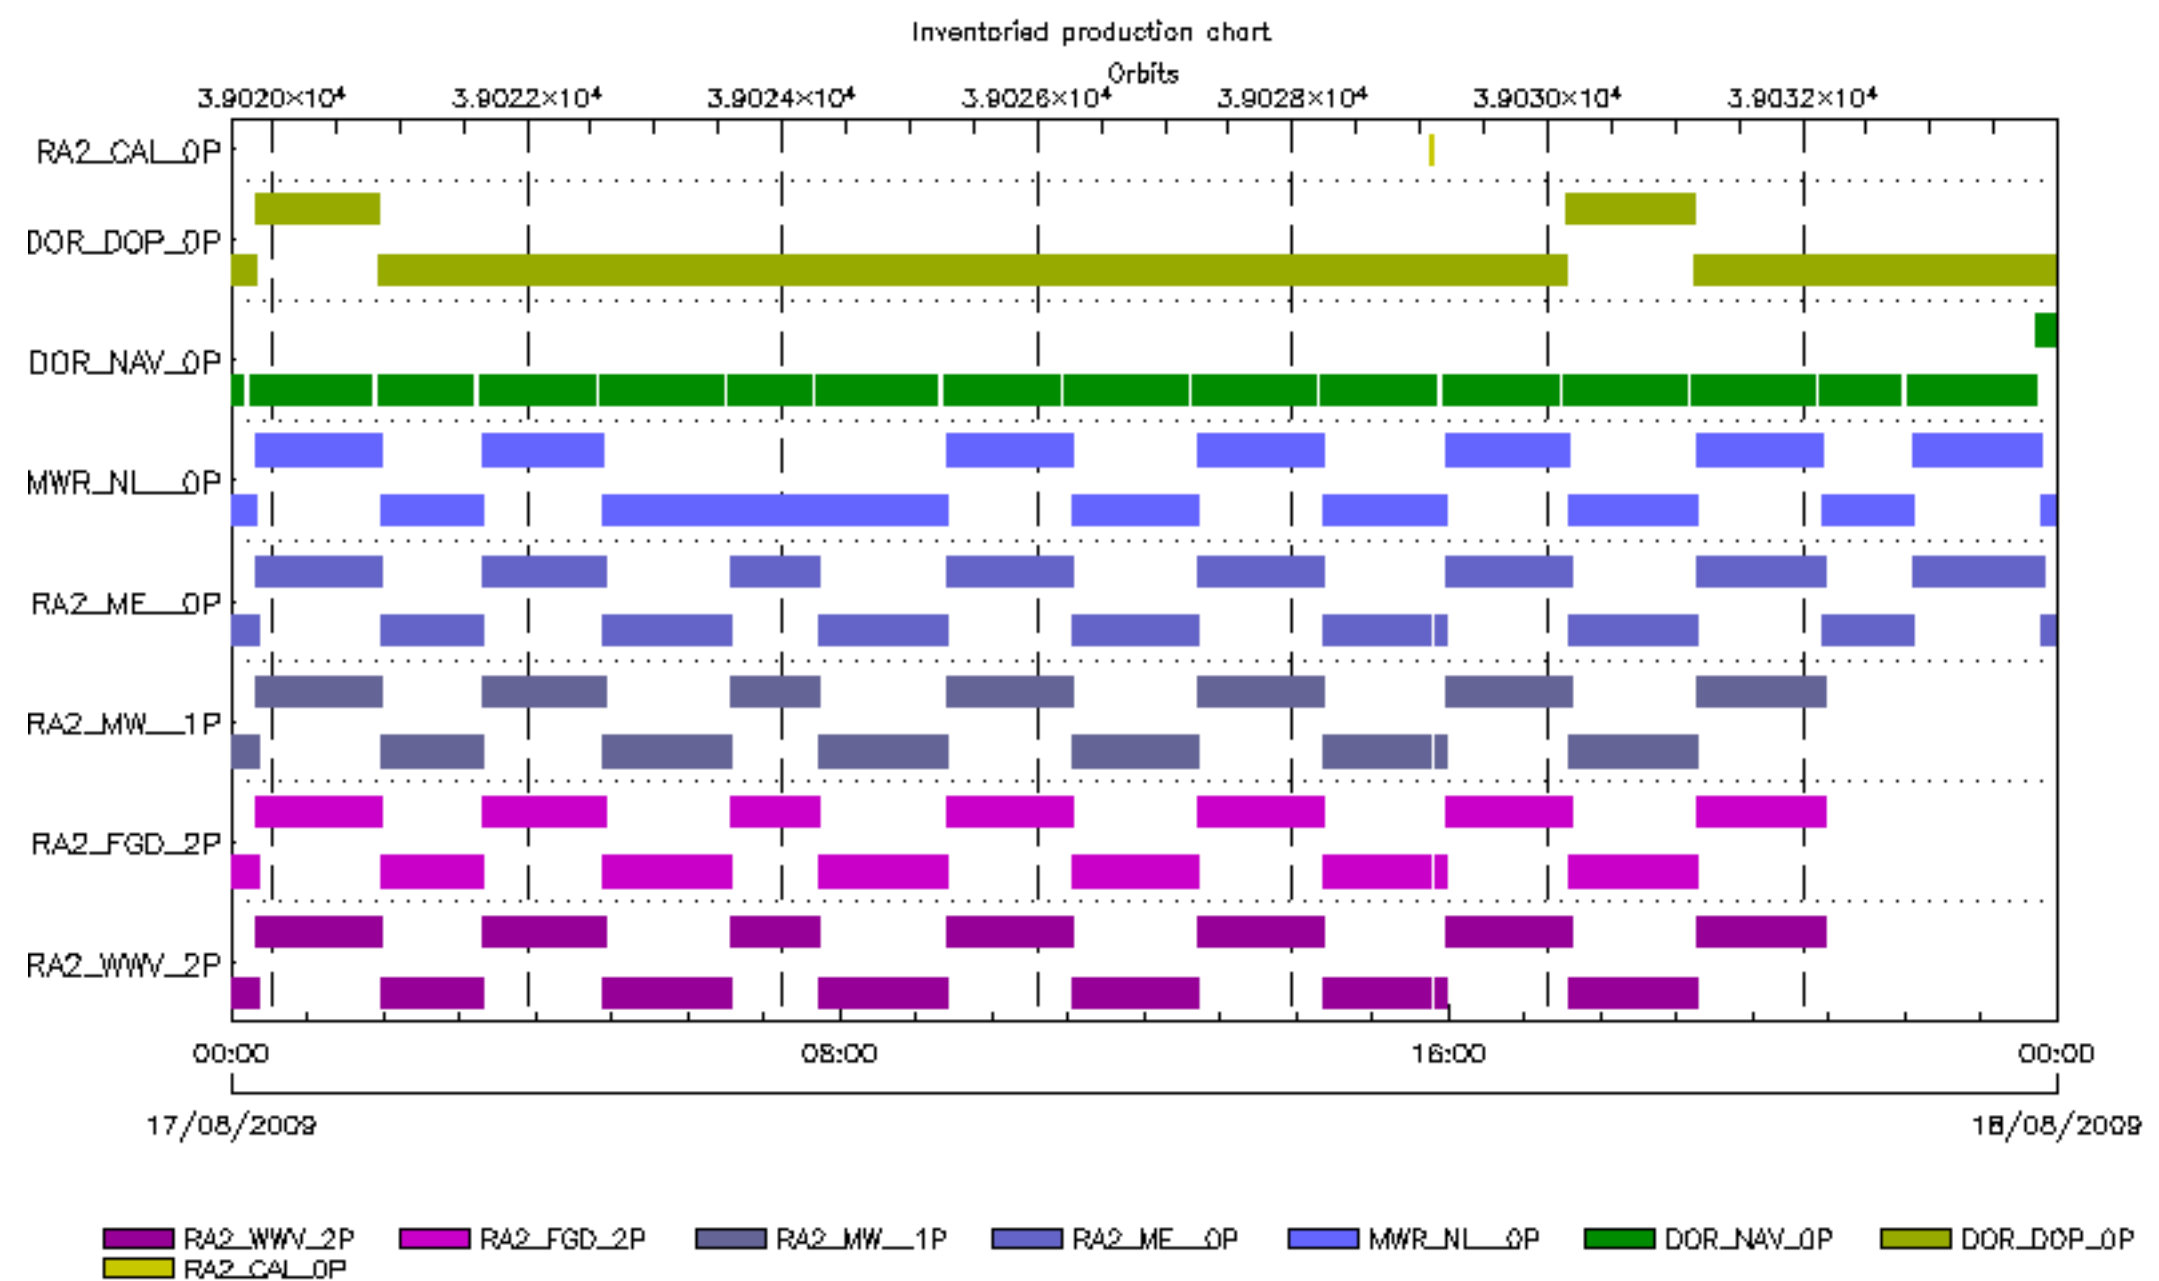 Inventoried production chart
Orbits
3.9020×10⁴ 3.9022×10⁴ 3.9024×10⁴ 3.9026×10⁴ 3.9028×10⁴ 3.9030×10⁴ 3.9032×10⁴
RA2_CAL_0P
DOR_DOP_0P
DOR_NAV_0P
MWR_NL__0P
RA2_ME__0P
RA2_MW__1P
RA2_FGD_2P
RA2_WWV_2P
00:00 08:00 16:00 00:00
17/08/2009 18/08/2009
RA2_WWV_2P RA2_FGD_2P RA2_MW__1P RA2_ME__0P MWR_NL__0P DOR_NAV_0P DOR_DOP_0P
RA2_CAL_0P